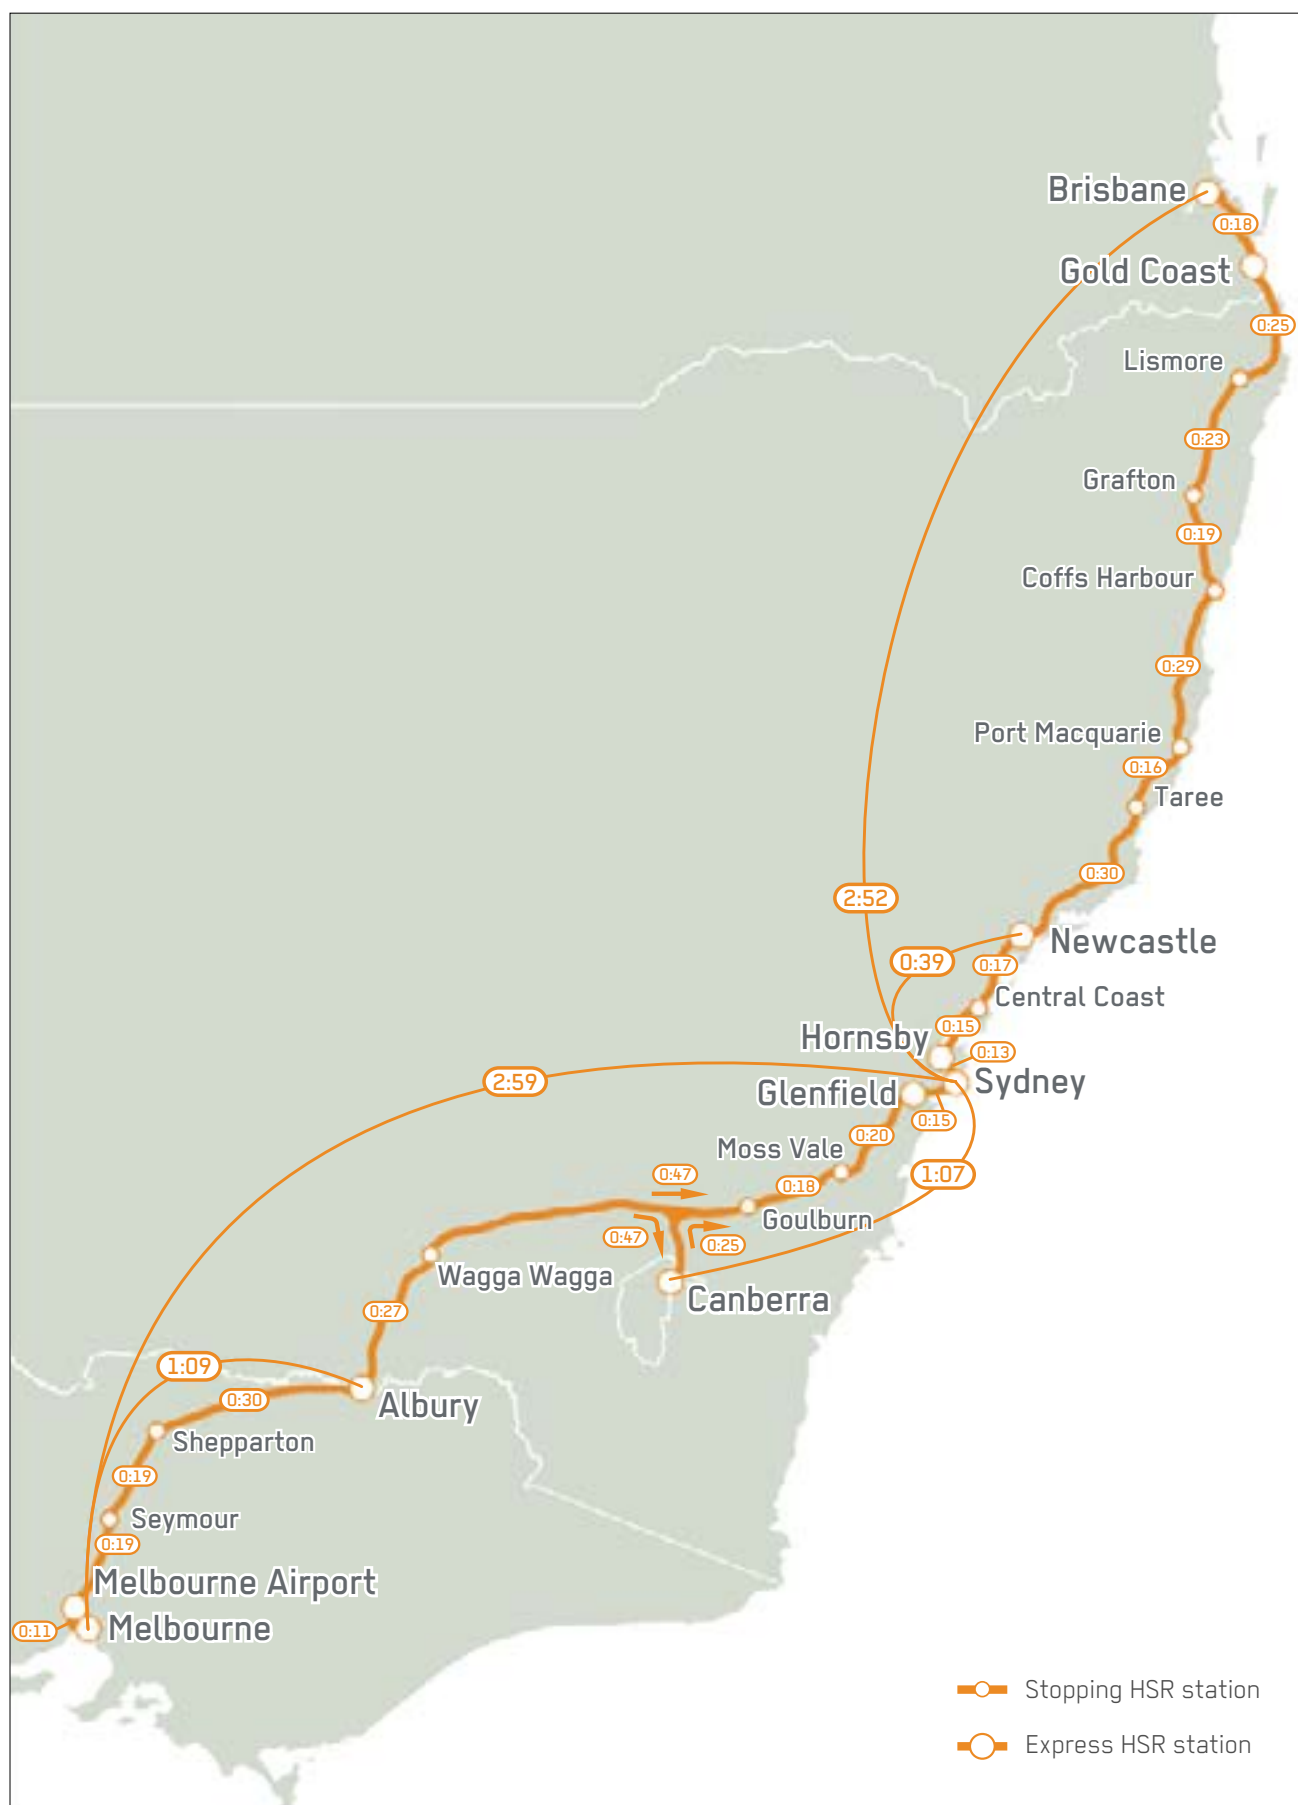 Brisbane
0:18
Gold Coast
0:25
Lismore
0:23
Grafton
0:19
Coffs Harbour
0:29
Port Macquarie
0:16
Taree
0:30
2:52
Newcastle
0:39
0:17
Central Coast
0:15
Hornsby
0:13
2:59
Sydney
Glenfield
0:15
0:20
Moss Vale
0:47
1:07
0:18
Goulburn
0:47
0:25
Wagga Wagga
Canberra
0:27
1:09
0:30
Albury
Shepparton
0:19
Seymour
0:19
Melbourne Airport
0:11
Melbourne
Stopping HSR station
Express HSR station